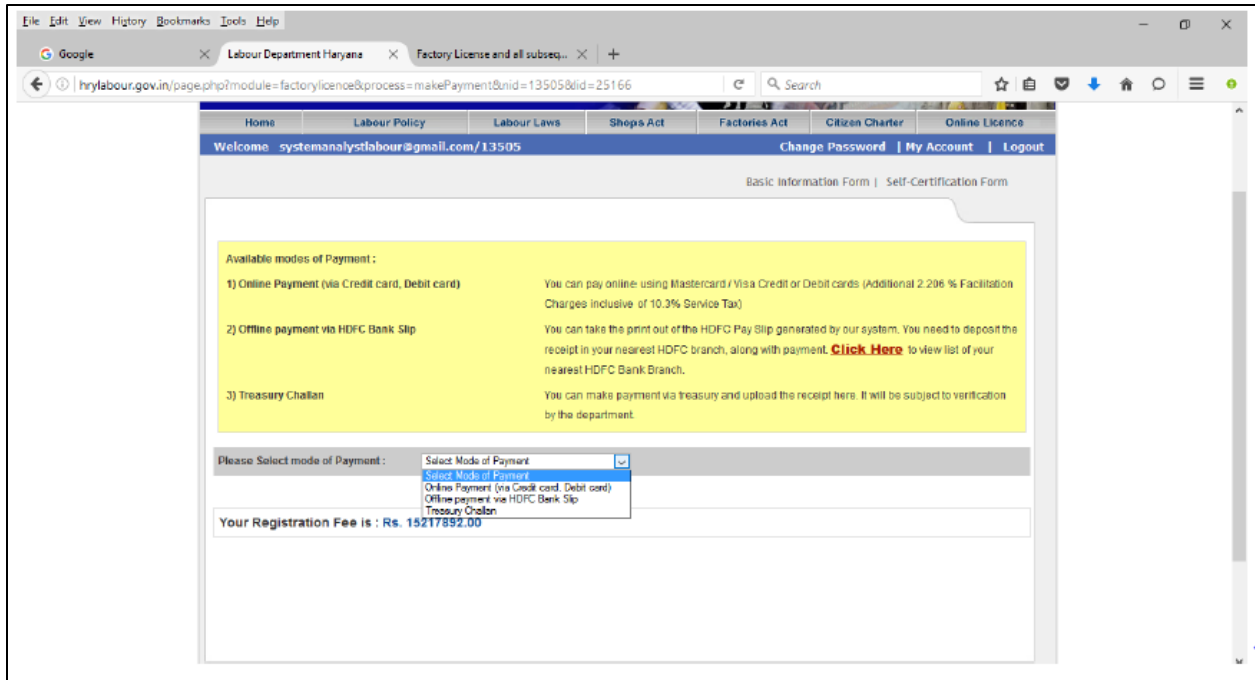 File Edit View History Bookmarks Tools Help
Google
Labour Department Haryana
Factory License and all subseq...
hrylabour.gov.in/page.php?module=factorylicence&process=makePayment&nid=13505&lid=25166
Search
Home Labour Policy Labour Laws Shops Act Factories Act Citizen Charter Online Licence
Welcome systemanalystlabour@gmail.com/13505 Change Password | My Account | Logout
Basic Information Form | Self-Certification Form
Available modes of Payment :
1) Online Payment (via Credit card, Debit card)
You can pay online using Mastercard / Visa Credit or Debit cards (Additional 2.206 % Facilitation
Charges inclusive of 10.3% Service Tax)
2) Offline payment via HDFC Bank Slip
You can take the print out of the HDFC Pay Slip generated by our system. You need to deposit the
receipt in your nearest HDFC branch, along with payment. Click Here to view list of your
nearest HDFC Bank Branch.
3) Treasury Challan
You can make payment via treasury and upload the receipt here. It will be subject to verification
by the department.
Please Select mode of Payment : Select Mode of Payment
Select Mode of Payment
Online Payment (via Credit card, Debit card)
Offline payment via HDFC Bank Slip
Treasury Challan
Your Registration Fee is : Rs. 15217892.00